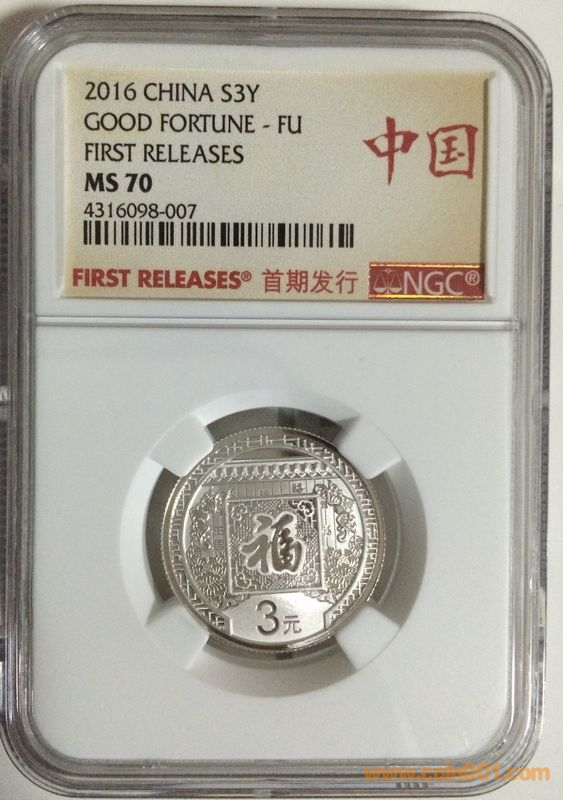 2016 CHINA S3Y
GOOD FORTUNE - FU
FIRST RELEASES
MS 70
4316098-007
中国
FIRST RELEASES® 首期发行 NGC®
福
3元
www.coin001.com